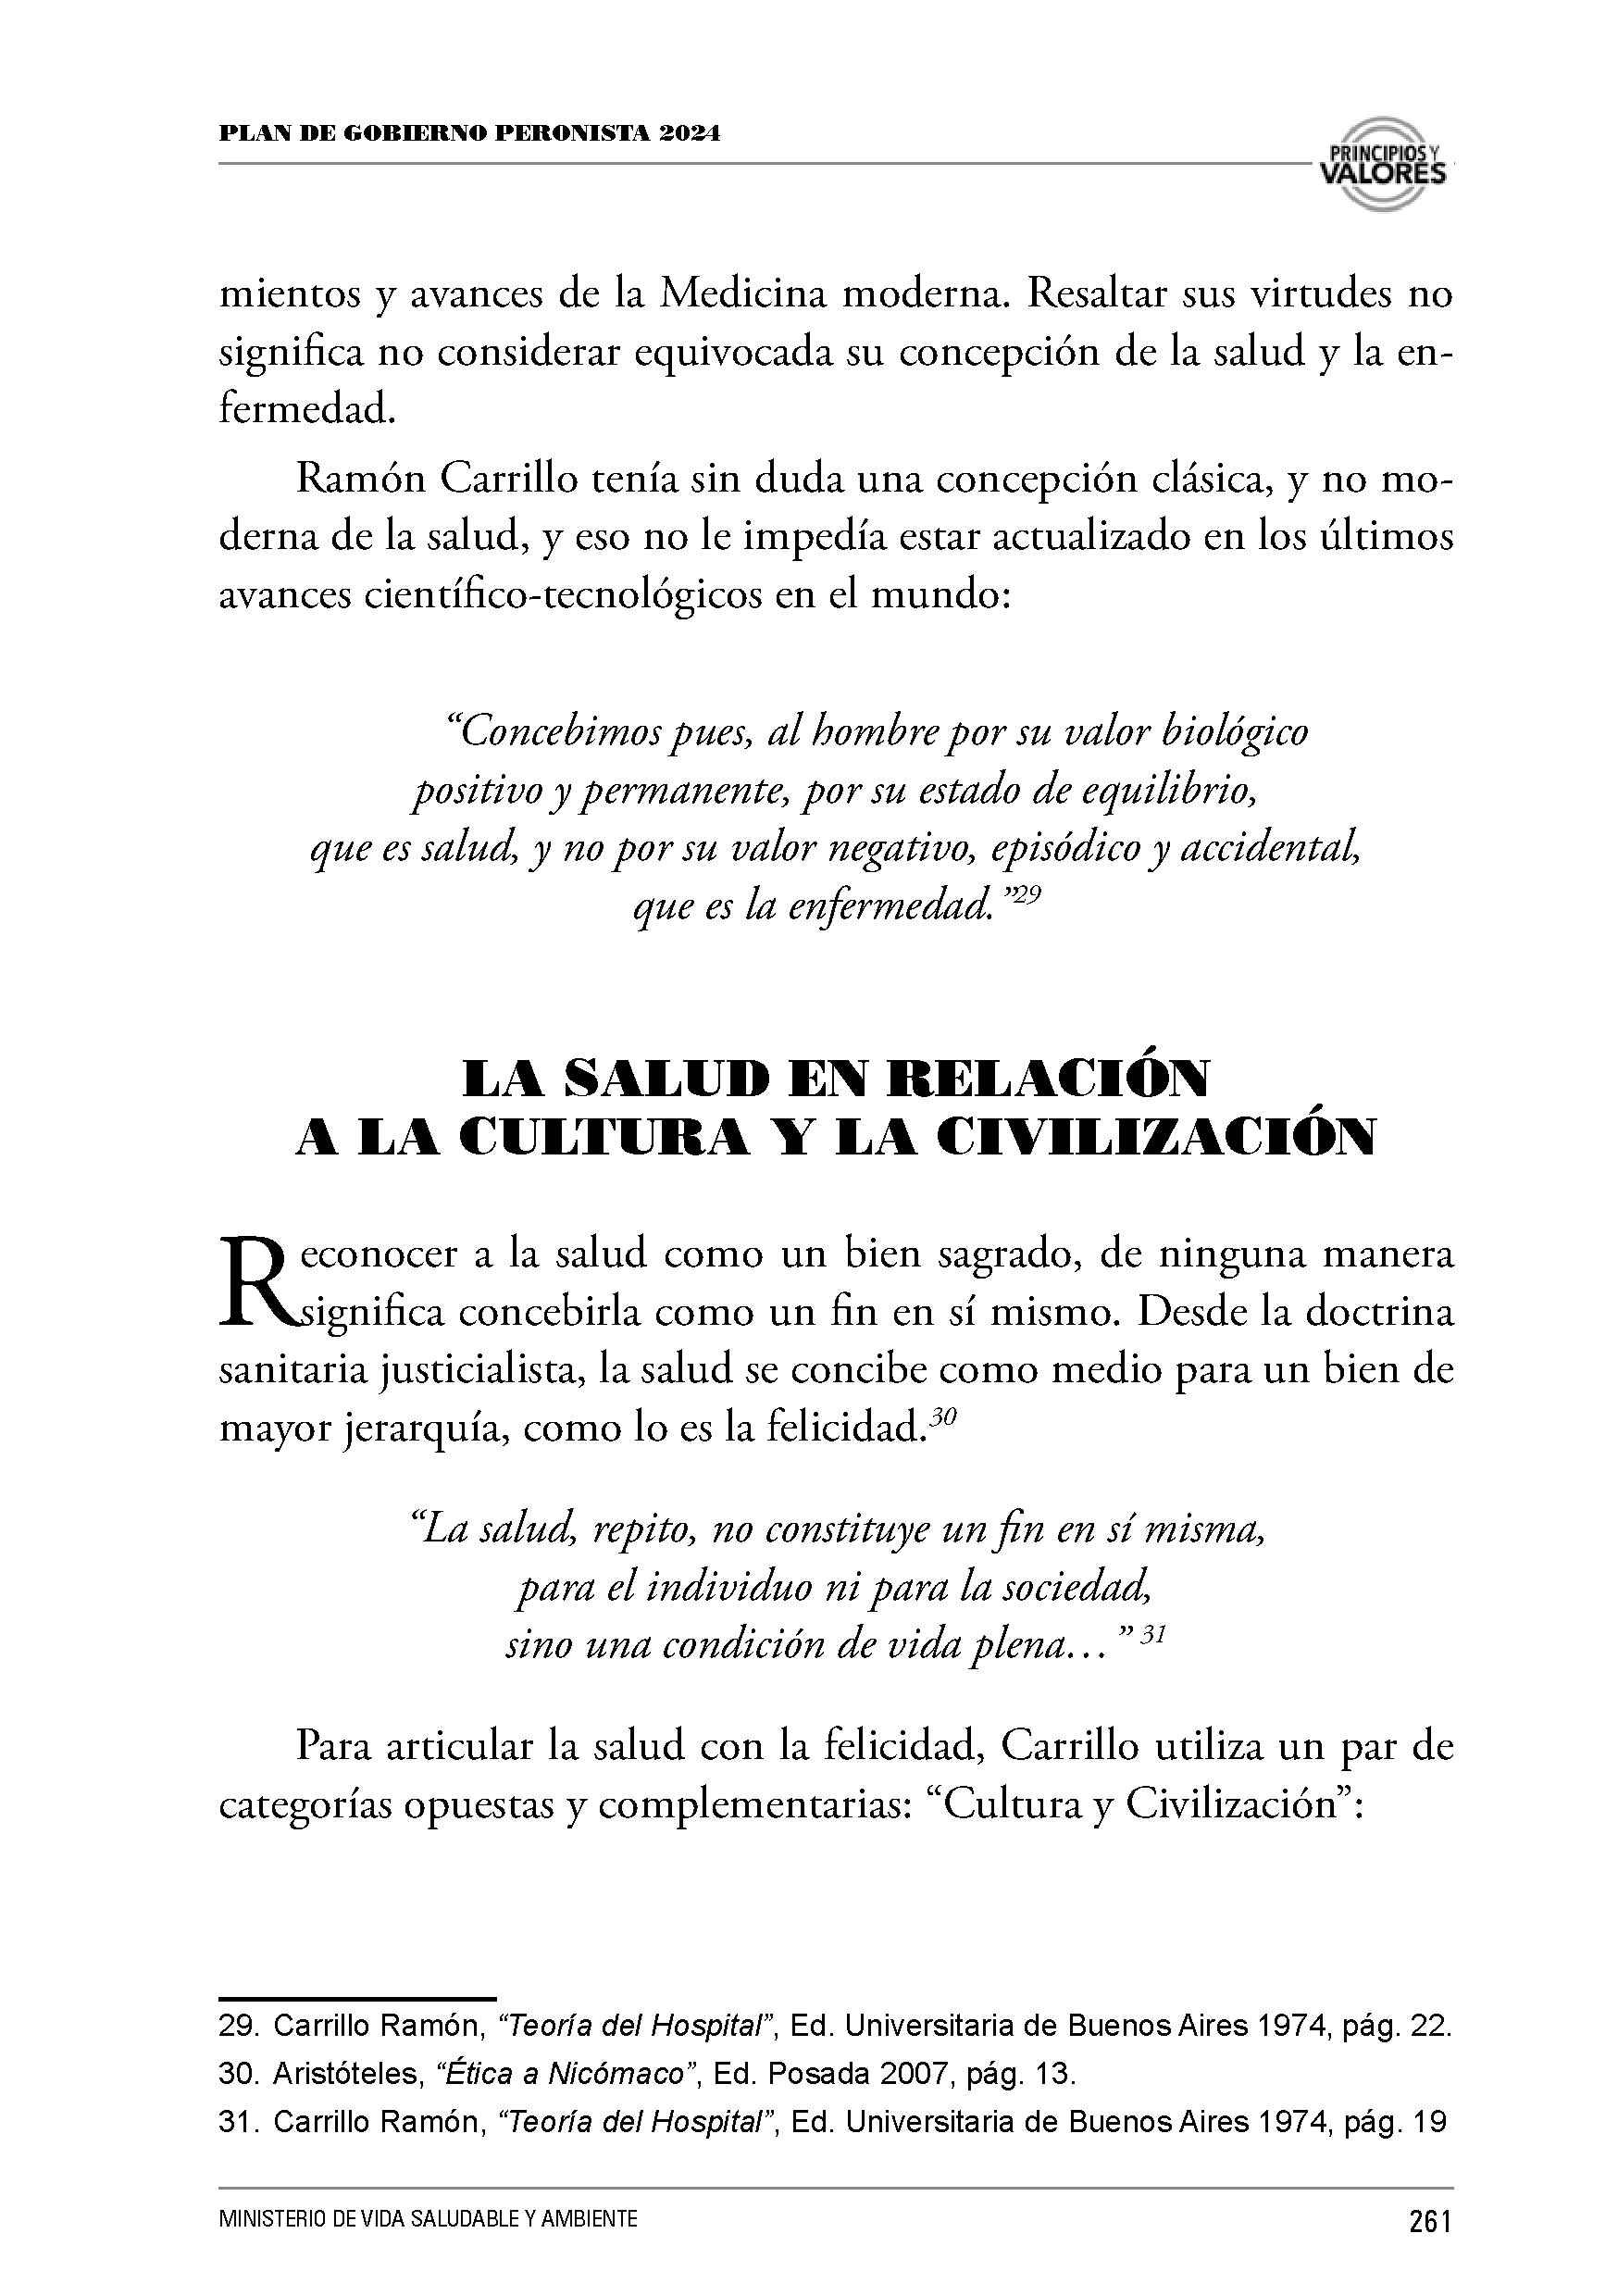 PLAN DE GOBIERNO PERONISTA 2024
PRINCIPIOS Y
VALORES
mientos y avances de la Medicina moderna. Resaltar sus virtudes no
significa no considerar equivocada su concepción de la salud y la en-
fermedad.
Ramón Carrillo tenía sin duda una concepción clásica, y no mo-
derna de la salud, y eso no le impedía estar actualizado en los últimos
avances científico-tecnológicos en el mundo:
“Concebimos pues, al hombre por su valor biológico
positivo y permanente, por su estado de equilibrio,
que es salud, y no por su valor negativo, episódico y accidental,
que es la enfermedad.”29
LA SALUD EN RELACIÓN
A LA CULTURA Y LA CIVILIZACIÓN
Reconocer a la salud como un bien sagrado, de ninguna manera
significa concebirla como un fin en sí mismo. Desde la doctrina
sanitaria justicialista, la salud se concibe como medio para un bien de
mayor jerarquía, como lo es la felicidad.30
“La salud, repito, no constituye un fin en sí misma,
para el individuo ni para la sociedad,
sino una condición de vida plena…” 31
Para articular la salud con la felicidad, Carrillo utiliza un par de
categorías opuestas y complementarias: “Cultura y Civilización”:
29. Carrillo Ramón, “Teoría del Hospital”, Ed. Universitaria de Buenos Aires 1974, pág. 22.
30. Aristóteles, “Ética a Nicómaco”, Ed. Posada 2007, pág. 13.
31. Carrillo Ramón, “Teoría del Hospital”, Ed. Universitaria de Buenos Aires 1974, pág. 19
MINISTERIO DE VIDA SALUDABLE Y AMBIENTE
261